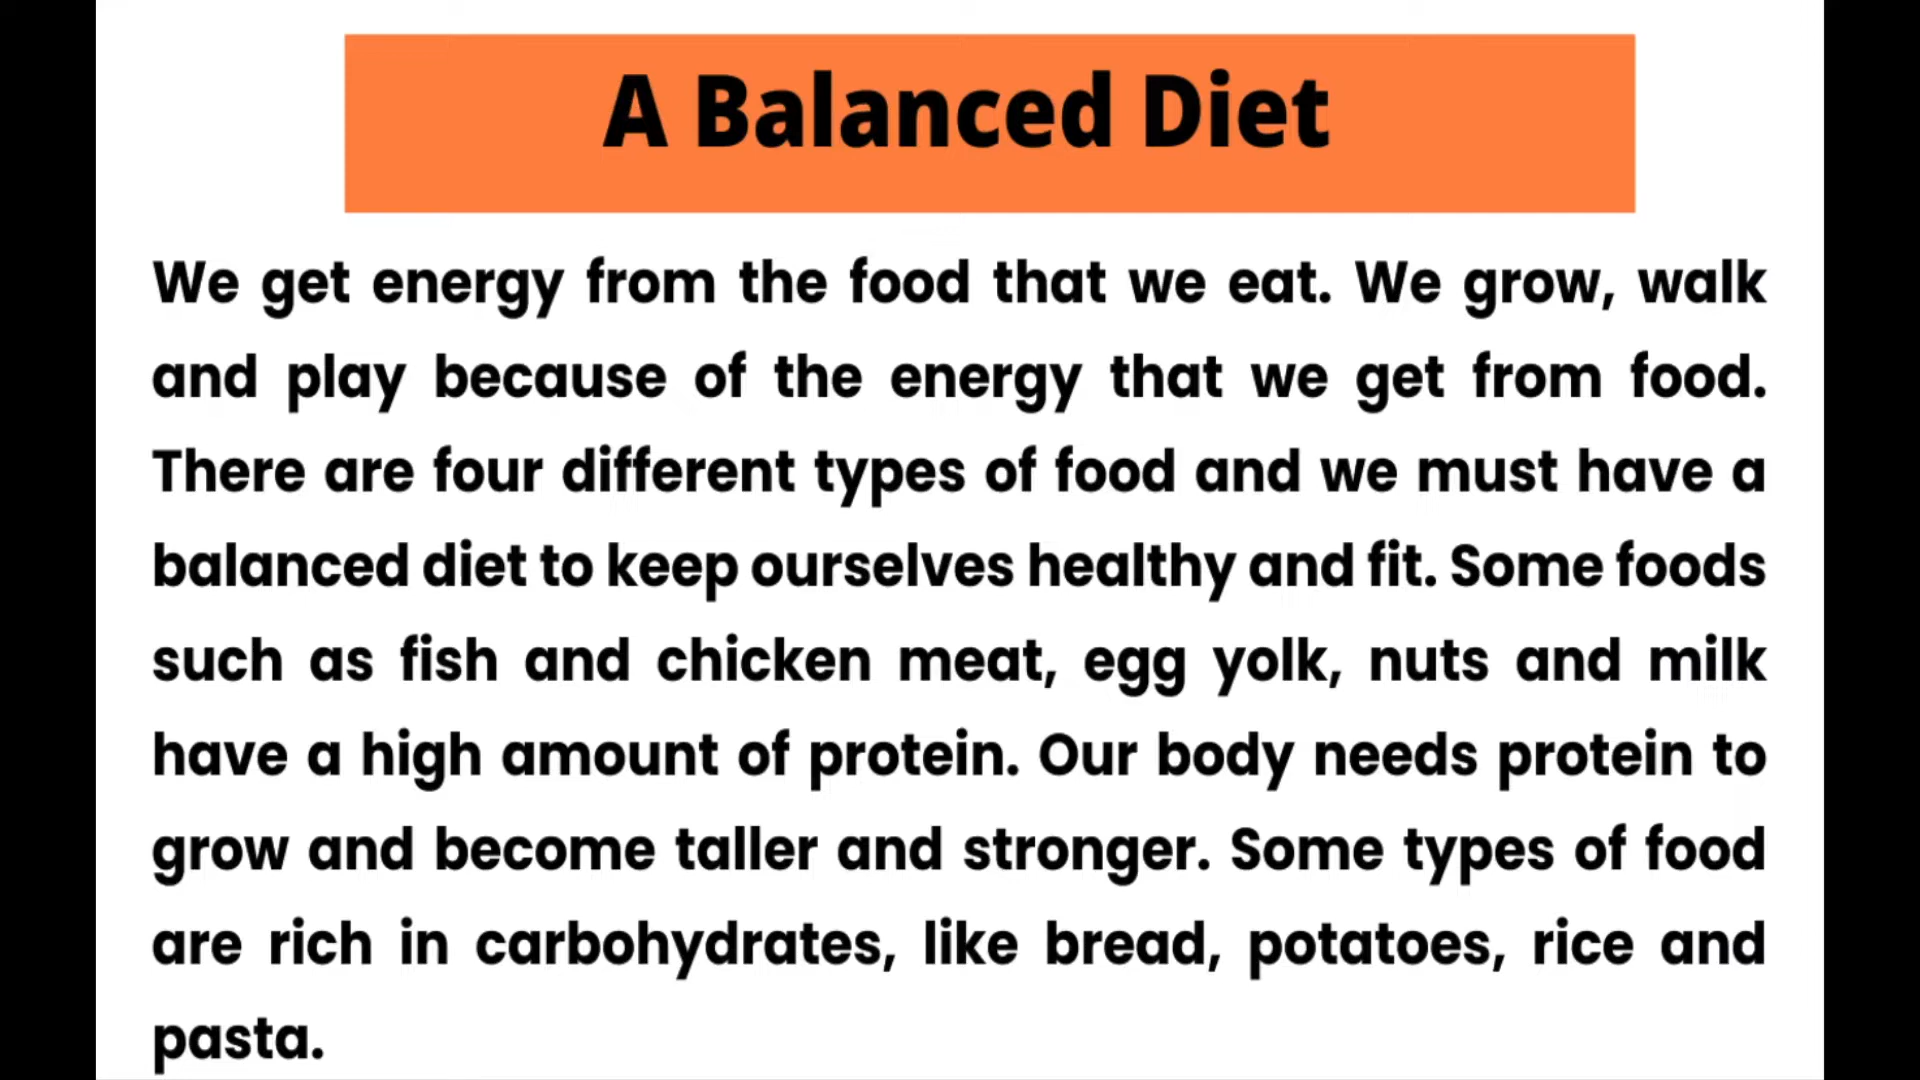 A Balanced Diet
We get energy from the food that we eat. We grow, walk
and play because of the energy that we get from food.
There are four different types of food and we must have a
balanced diet to keep ourselves healthy and fit. Some foods
such as fish and chicken meat, egg yolk, nuts and milk
have a high amount of protein. Our body needs protein to
grow and become taller and stronger. Some types of food
are rich in carbohydrates, like bread, potatoes, rice and
pasta.